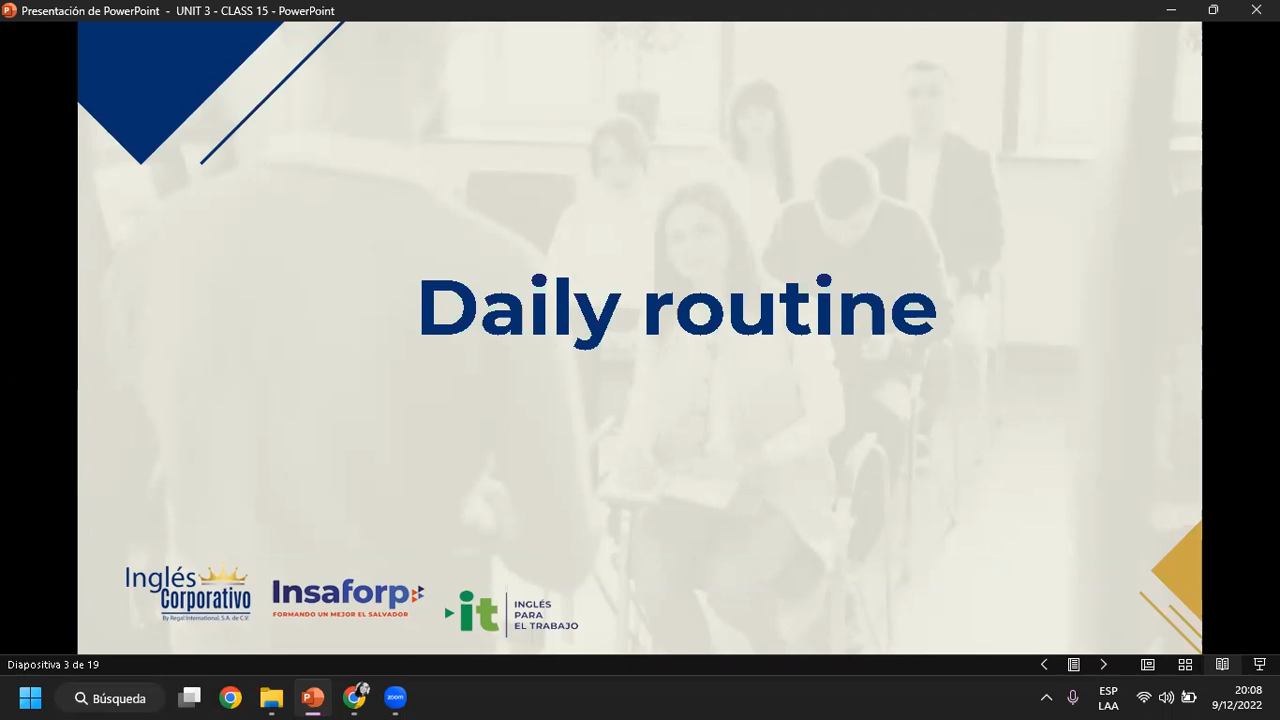 Presentación de PowerPoint - UNIT 3 - CLASS 15 - PowerPoint
Daily routine
Inglés
Corporativo
By Regal International, S.A. de C.V.
Insaforp
FORMANDO UN MEJOR EL SALVADOR
it
INGLÉS
PARA
EL TRABAJO
Diapositiva 3 de 19
Búsqueda
zoom
ESP
LAA
20:08
9/12/2022